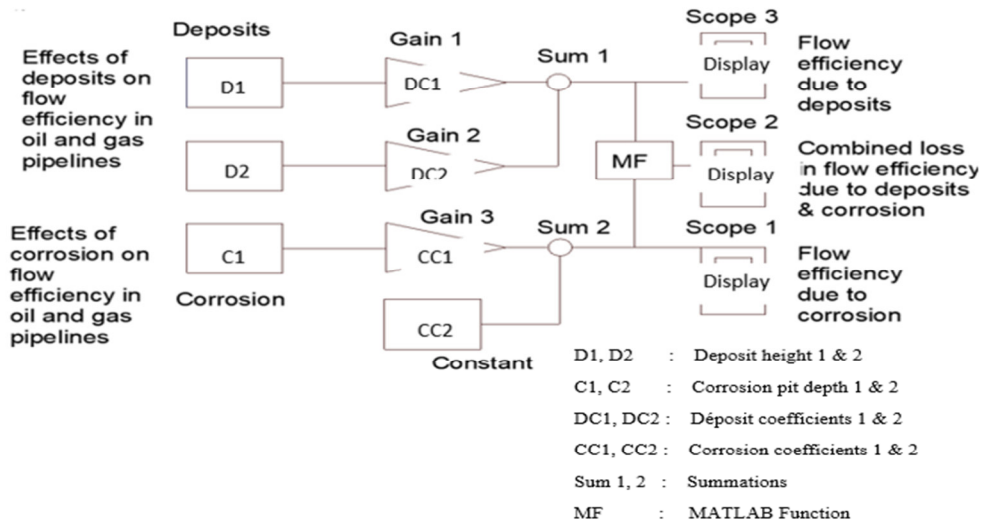 Effects of
deposits on
flow
efficiency in
oil and gas
pipelines
Deposits
D1
Gain 1
DC1
Sum 1
Scope 3
Display
Flow
efficiency
due to
deposits
D2
Gain 2
DC2
MF
Scope 2
Display
Combined loss
in flow efficiency
due to deposits
& corrosion
Effects of
corrosion on
flow
efficiency in
oil and gas
pipelines
C1
Corrosion
Gain 3
CC1
Sum 2
Scope 1
Display
Flow
efficiency
due to
corrosion
CC2
Constant
D1, D2 : Deposit height 1 & 2
C1, C2 : Corrosion pit depth 1 & 2
DC1, DC2 : Déposit coefficients 1 & 2
CC1, CC2 : Corrosion coefficients 1 & 2
Sum 1, 2 : Summations
MF : MATLAB Function